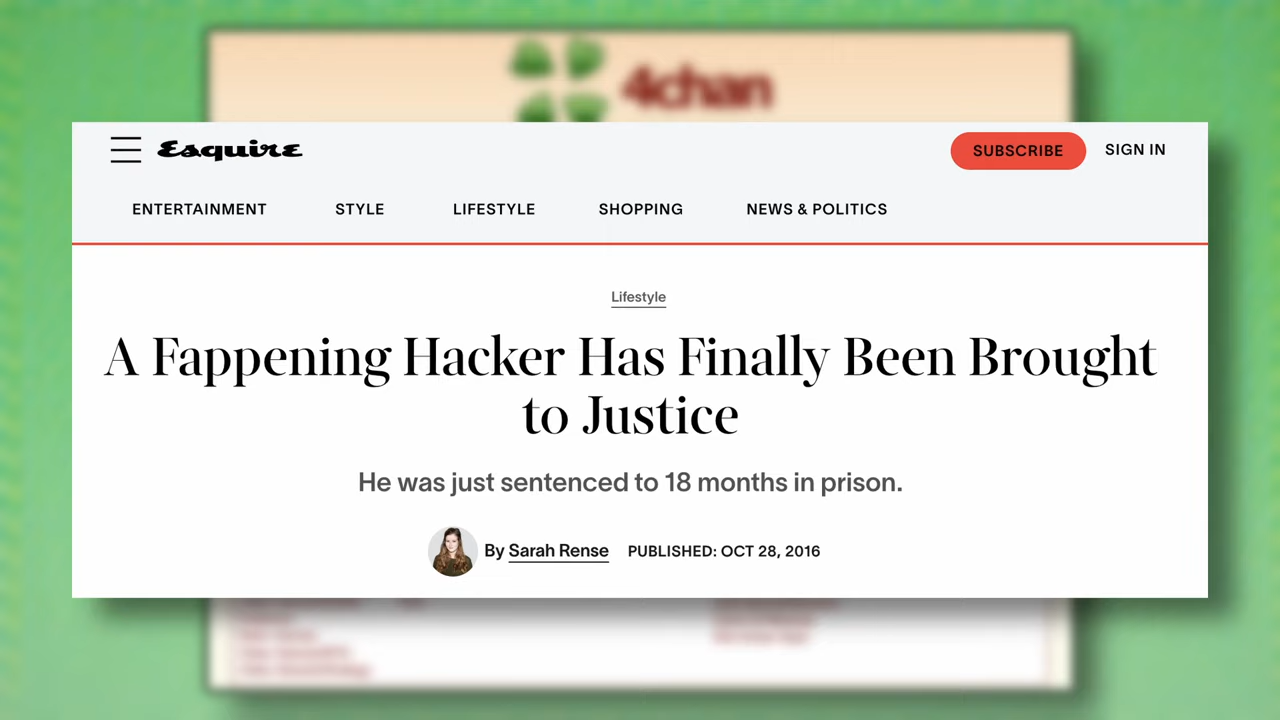 4chan
Esquire
SUBSCRIBE SIGN IN
ENTERTAINMENT STYLE LIFESTYLE SHOPPING NEWS & POLITICS
Lifestyle
A Fappening Hacker Has Finally Been Brought
to Justice
He was just sentenced to 18 months in prison.
By Sarah Rense PUBLISHED: OCT 28, 2016